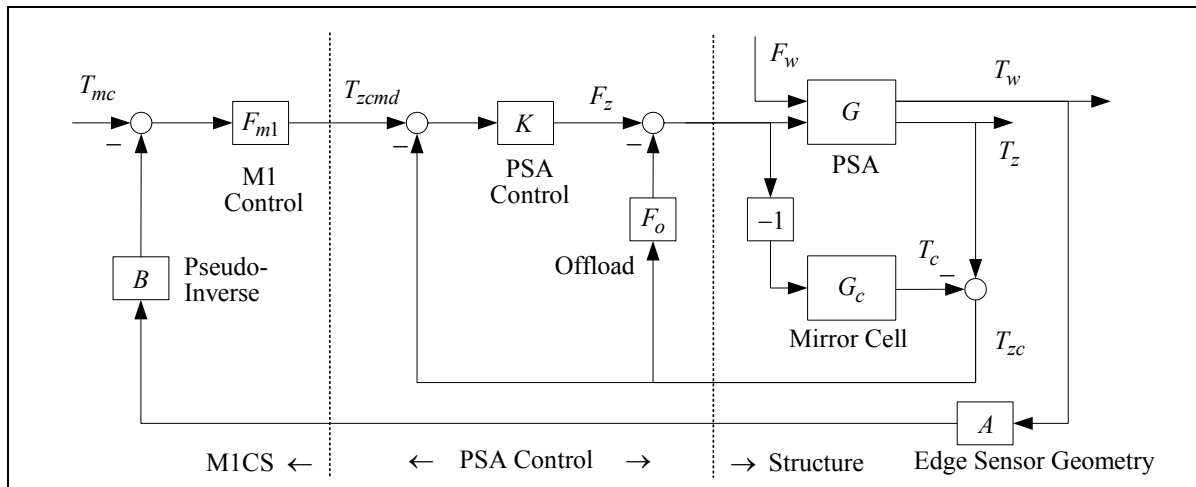 T_mc
−
F_m1
M1
Control
B
Pseudo-
Inverse
T_zcmd
−
K
PSA
Control
F_z
−
F_o
Offload
F_w
G
PSA
T_w
T_z
−1
G_c
Mirror Cell
T_c
−
T_zc
A
Edge Sensor Geometry
M1CS ←
← PSA Control →
→ Structure